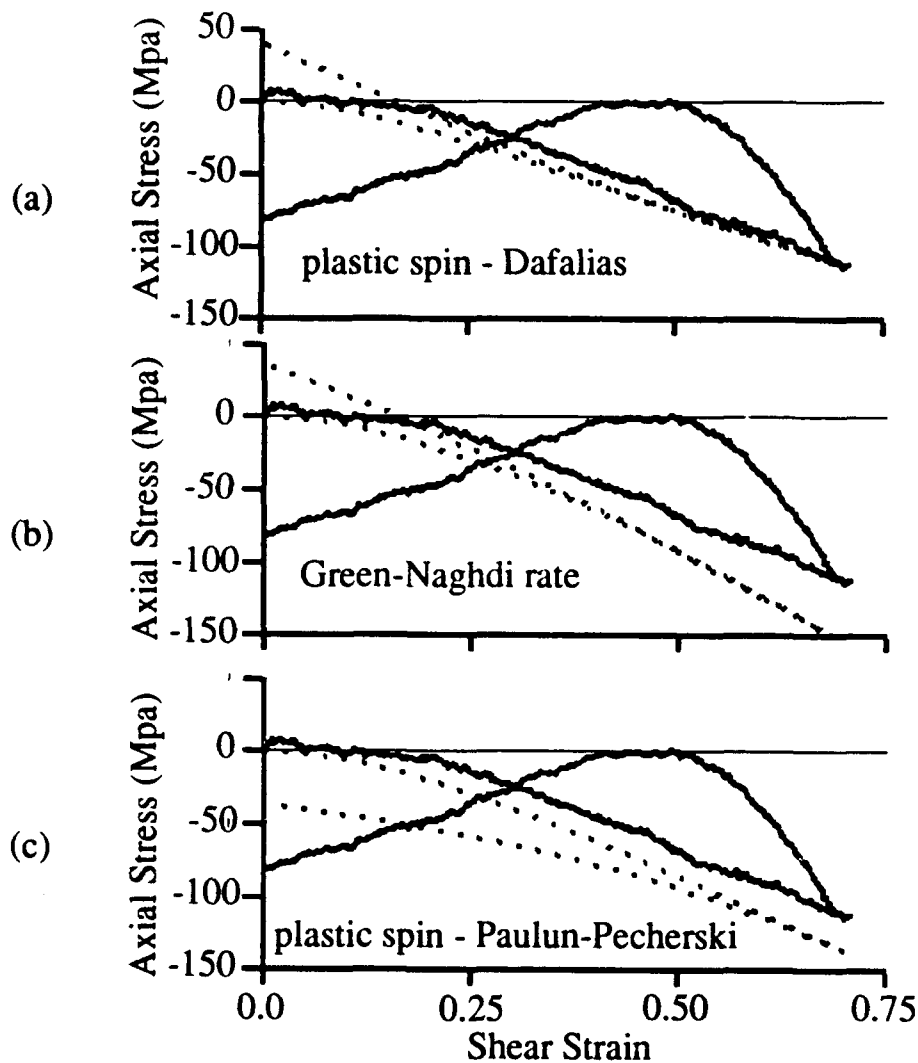 (a)
Axial Stress (Mpa)
50
0
-50
-100
-150
plastic spin - Dafalias
(b)
Axial Stress (Mpa)
0
-50
-100
-150
Green-Naghdi rate
(c)
Axial Stress (Mpa)
0
-50
-100
-150
plastic spin - Paulun-Pecherski
0.0
0.25
0.50
0.75
Shear Strain